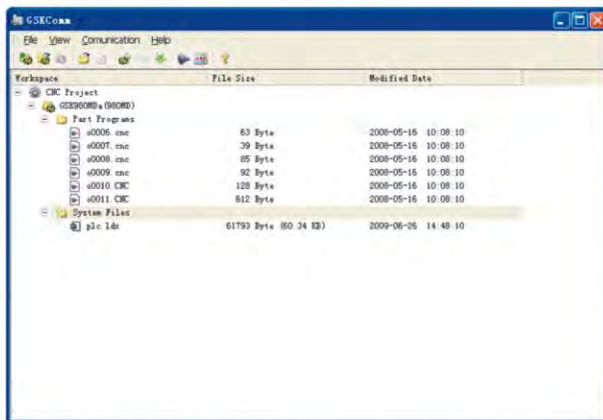 GSKComm
File View Comunication Help
Workspace File Size Modified Date
CNC Project
GSK980MDa(980MD)
Part Programs
o0006.cnc 63 Byte 2008-05-16 10:08:10
o0007.cnc 39 Byte 2008-05-16 10:08:10
o0008.cnc 85 Byte 2008-05-16 10:08:10
o0009.cnc 92 Byte 2008-05-16 10:08:10
o0010.CNC 128 Byte 2008-05-16 10:08:10
o0011.CNC 612 Byte 2008-05-16 10:08:10
System Files
plc.ldx 61793 Byte (60.34 KB) 2009-06-26 14:48:10